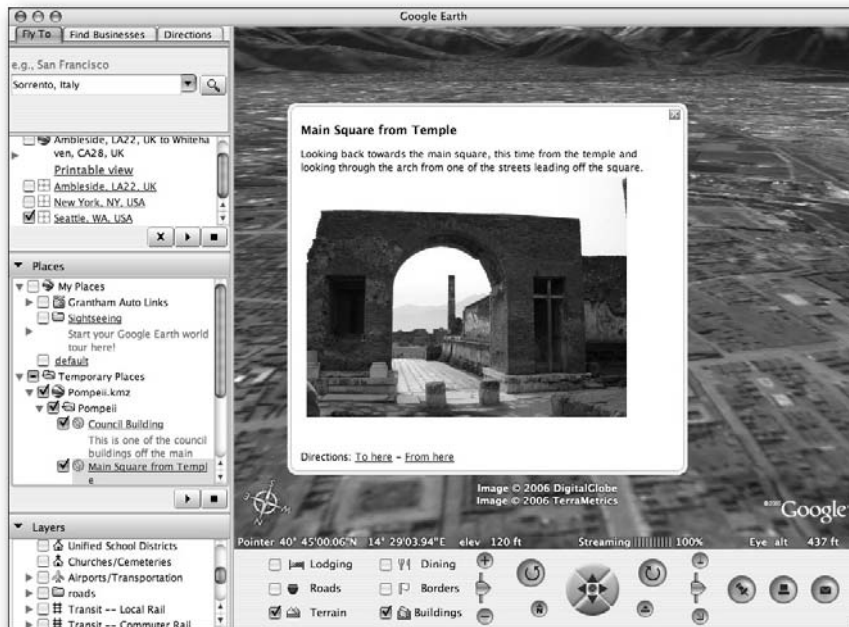 Google Earth
Fly To
Find Businesses
Directions
e.g., San Francisco
Sorrento, Italy
Ambleside, LA22, UK to Whiteha
ven, CA28, UK
Printable view
Ambleside, LA22, UK
New York, NY, USA
Seattle, WA, USA
Places
My Places
Grantham Auto Links
Sightseeing
Start your Google Earth world
tour here!
default
Temporary Places
Pompeii.kmz
Pompeii
Council Building
This is one of the council
buildings off the main
Main Square from Templ
e
Layers
Unified School Districts
Churches/Cemeteries
Airports/Transportation
roads
Transit -- Local Rail
Transit -- Commuter Rail
Main Square from Temple
Looking back towards the main square, this time from the temple and
looking through the arch from one of the streets leading off the square.
Directions: To here - From here
Image © 2006 DigitalGlobe
Image © 2006 TerraMetrics
Google
Pointer 40° 45'00.06"N 14° 29'03.94"E elev 120 ft Streaming 100% Eye alt 437 ft
Lodging
Dining
Roads
Borders
Terrain
Buildings